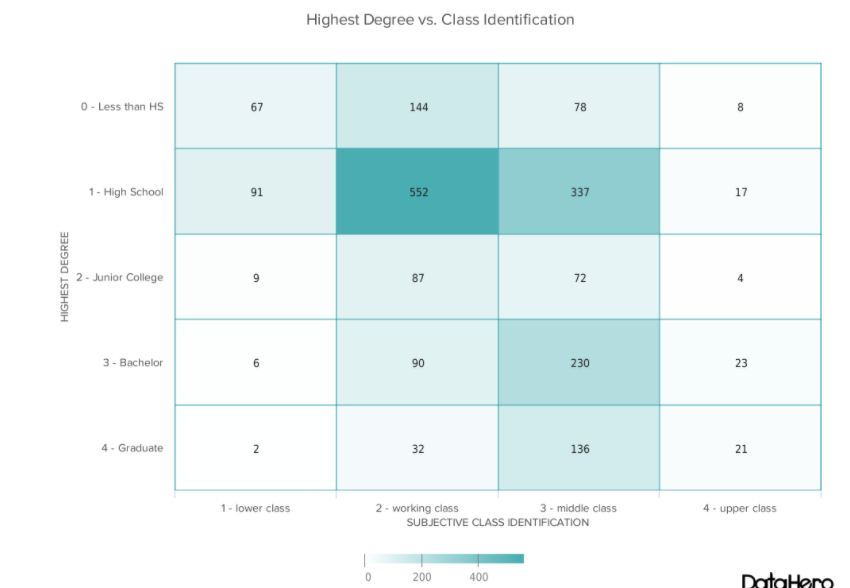 Highest Degree vs. Class Identification
HIGHEST DEGREE
0 - Less than HS 67 144 78 8
1 - High School 91 552 337 17
2 - Junior College 9 87 72 4
3 - Bachelor 6 90 230 23
4 - Graduate 2 32 136 21
1 - lower class 2 - working class 3 - middle class 4 - upper class
SUBJECTIVE CLASS IDENTIFICATION
0 200 400
DataHero